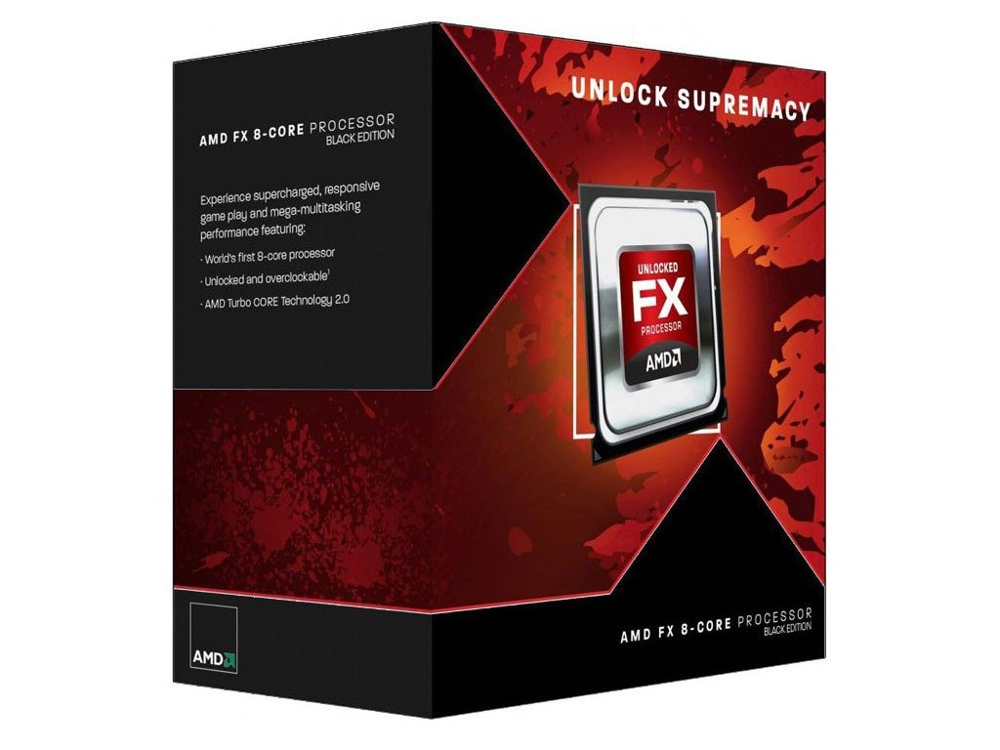 AMD FX 8-CORE PROCESSOR
BLACK EDITION
Experience supercharged, responsive
game play and mega-multitasking
performance featuring:
· World's first 8-core processor
· Unlocked and overclockable¹
· AMD Turbo CORE Technology 2.0
AMD
UNLOCK SUPREMACY
UNLOCKED
FX
PROCESSOR
AMD
AMD FX 8-CORE PROCESSOR
BLACK EDITION